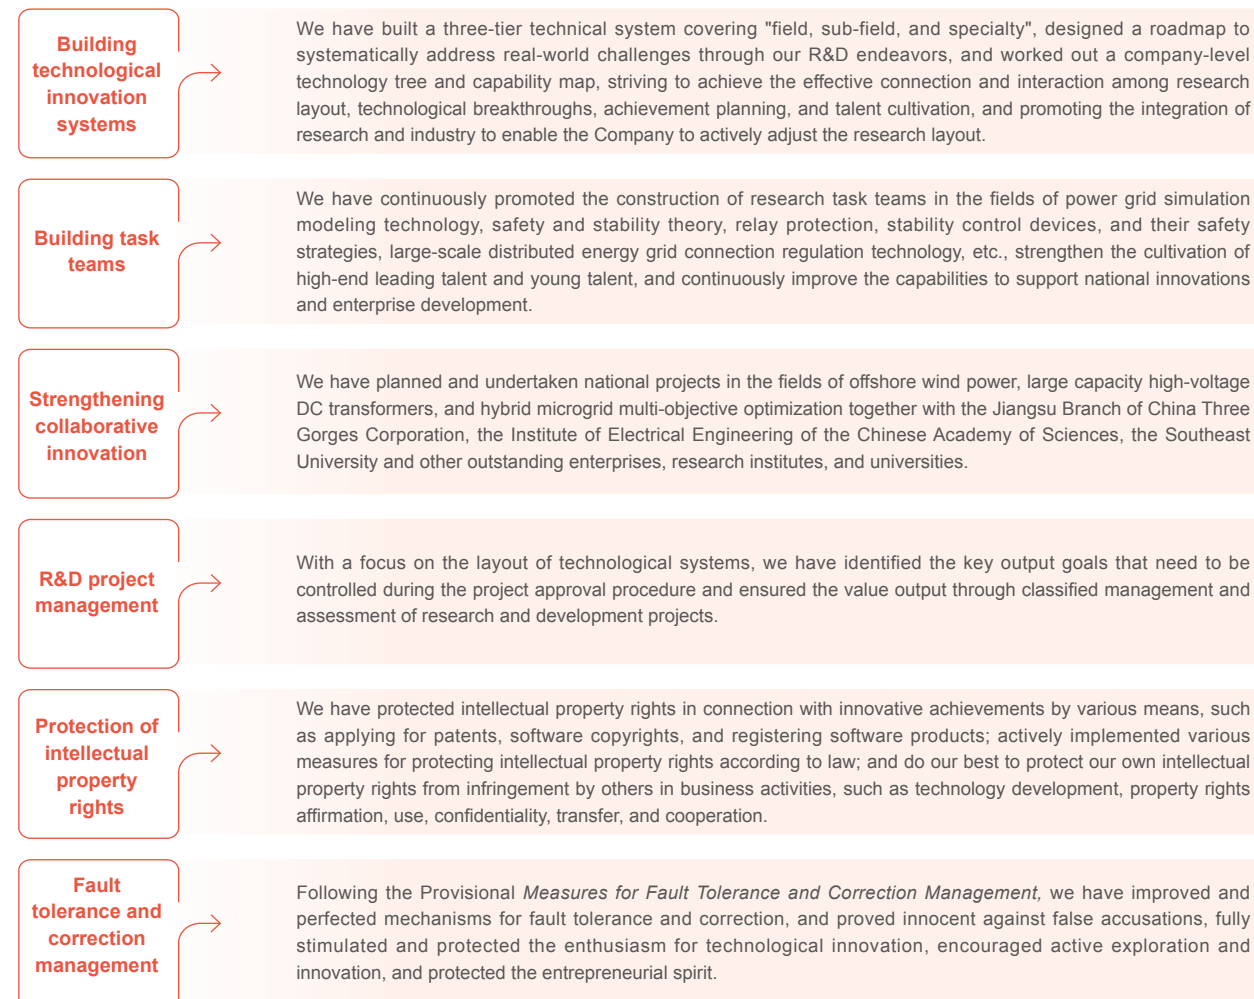 Building
technological
innovation
systems
We have built a three-tier technical system covering "field, sub-field, and specialty", designed a roadmap to
systematically address real-world challenges through our R&D endeavors, and worked out a company-level
technology tree and capability map, striving to achieve the effective connection and interaction among research
layout, technological breakthroughs, achievement planning, and talent cultivation, and promoting the integration of
research and industry to enable the Company to actively adjust the research layout.
Building task
teams
We have continuously promoted the construction of research task teams in the fields of power grid simulation
modeling technology, safety and stability theory, relay protection, stability control devices, and their safety
strategies, large-scale distributed energy grid connection regulation technology, etc., strengthen the cultivation of
high-end leading talent and young talent, and continuously improve the capabilities to support national innovations
and enterprise development.
Strengthening
collaborative
innovation
We have planned and undertaken national projects in the fields of offshore wind power, large capacity high-voltage
DC transformers, and hybrid microgrid multi-objective optimization together with the Jiangsu Branch of China Three
Gorges Corporation, the Institute of Electrical Engineering of the Chinese Academy of Sciences, the Southeast
University and other outstanding enterprises, research institutes, and universities.
R&D project
management
With a focus on the layout of technological systems, we have identified the key output goals that need to be
controlled during the project approval procedure and ensured the value output through classified management and
assessment of research and development projects.
Protection of
intellectual
property
rights
We have protected intellectual property rights in connection with innovative achievements by various means, such
as applying for patents, software copyrights, and registering software products; actively implemented various
measures for protecting intellectual property rights according to law; and do our best to protect our own intellectual
property rights from infringement by others in business activities, such as technology development, property rights
affirmation, use, confidentiality, transfer, and cooperation.
Fault
tolerance and
correction
management
Following the Provisional Measures for Fault Tolerance and Correction Management, we have improved and
perfected mechanisms for fault tolerance and correction, and proved innocent against false accusations, fully
stimulated and protected the enthusiasm for technological innovation, encouraged active exploration and
innovation, and protected the entrepreneurial spirit.